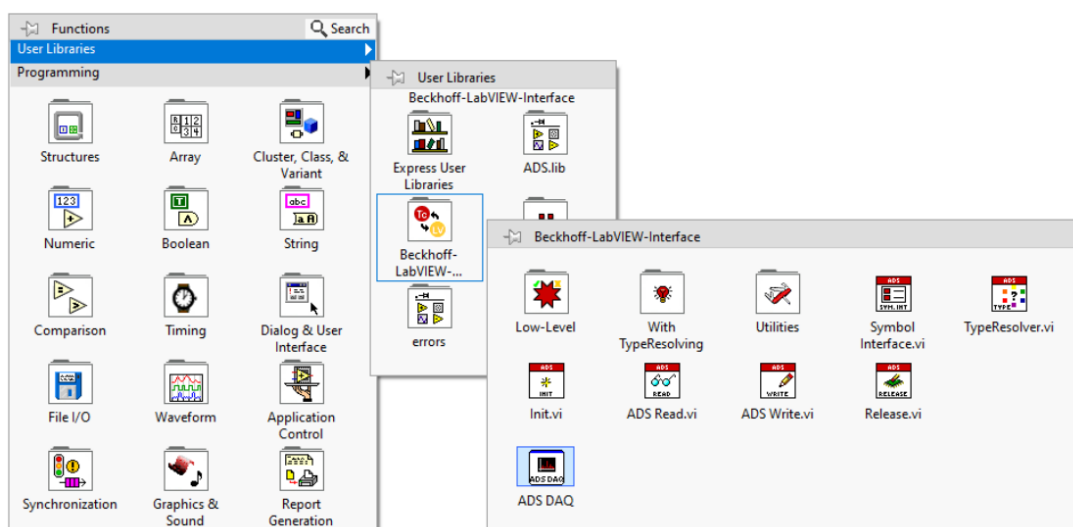 Functions
Search
User Libraries
Programming
Structures
Array
Cluster, Class, &
Variant
Numeric
Boolean
String
Comparison
Timing
Dialog & User
Interface
File I/O
Waveform
Application
Control
Synchronization
Graphics &
Sound
Report
Generation
User Libraries
Beckhoff-LabVIEW-Interface
Express User
Libraries
ADS.lib
Beckhoff-
LabVIEW-...
errors
Beckhoff-LabVIEW-Interface
Low-Level
With
TypeResolving
Utilities
Symbol
Interface.vi
TypeResolver.vi
Init.vi
ADS Read.vi
ADS Write.vi
Release.vi
ADS DAQ